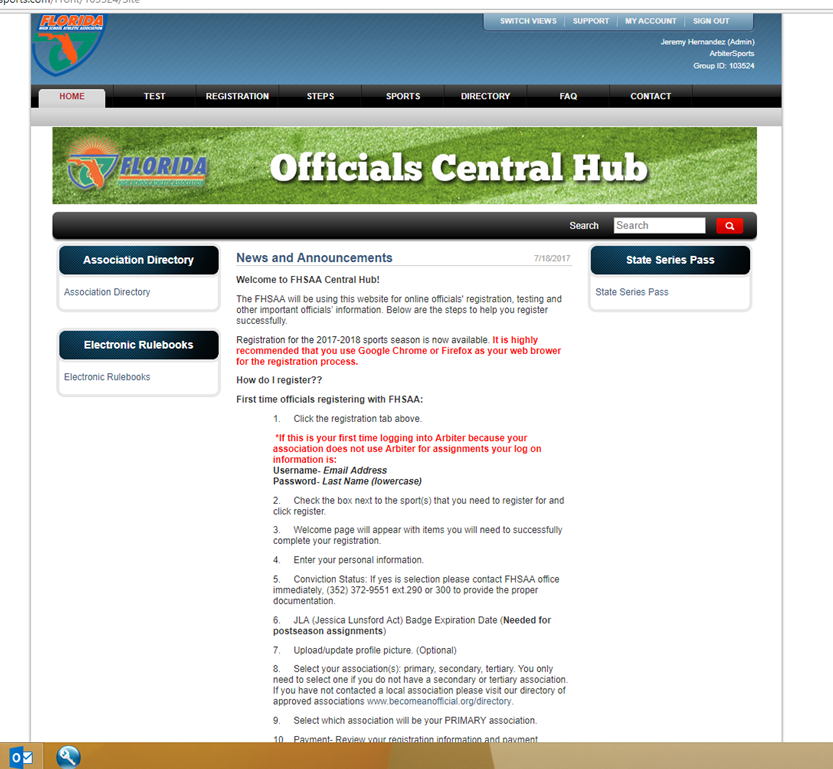 sports.com/Front/103524/Site
FLORIDA
HIGH SCHOOL ATHLETIC ASSOCIATION
SWITCH VIEWS SUPPORT MY ACCOUNT SIGN OUT
Jeremy Hernandez (Admin)
ArbiterSports
Group ID: 103524
HOME TEST REGISTRATION STEPS SPORTS DIRECTORY FAQ CONTACT
FLORIDA
HIGH SCHOOL ATHLETIC ASSOCIATION
Officials Central Hub
Search Search
Association Directory
Association Directory
Electronic Rulebooks
Electronic Rulebooks
News and Announcements 7/18/2017
Welcome to FHSAA Central Hub!
The FHSAA will be using this website for online officials' registration, testing and
other important officials' information. Below are the steps to help you register
successfully.
Registration for the 2017-2018 sports season is now available. It is highly
recommended that you use Google Chrome or Firefox as your web brower
for the registration process.
How do I register??
First time officials registering with FHSAA:
1. Click the registration tab above.
*If this is your first time logging into Arbiter because your
association does not use Arbiter for assignments your log on
information is:
Username- Email Address
Password- Last Name (lowercase)
2. Check the box next to the sport(s) that you need to register for and
click register.
3. Welcome page will appear with items you will need to successfully
complete your registration.
4. Enter your personal information.
5. Conviction Status: If yes is selection please contact FHSAA office
immediately, (352) 372-9551 ext.290 or 300 to provide the proper
documentation.
6. JLA (Jessica Lunsford Act) Badge Expiration Date (Needed for
postseason assignments)
7. Upload/update profile picture. (Optional)
8. Select your association(s): primary, secondary, tertiary. You only
need to select one if you do not have a secondary or tertiary association.
If you have not contacted a local association please visit our directory of
approved associations www.becomeanofficial.org/directory.
9. Select which association will be your PRIMARY association.
10. Payment- Review your registration information and payment
State Series Pass
State Series Pass